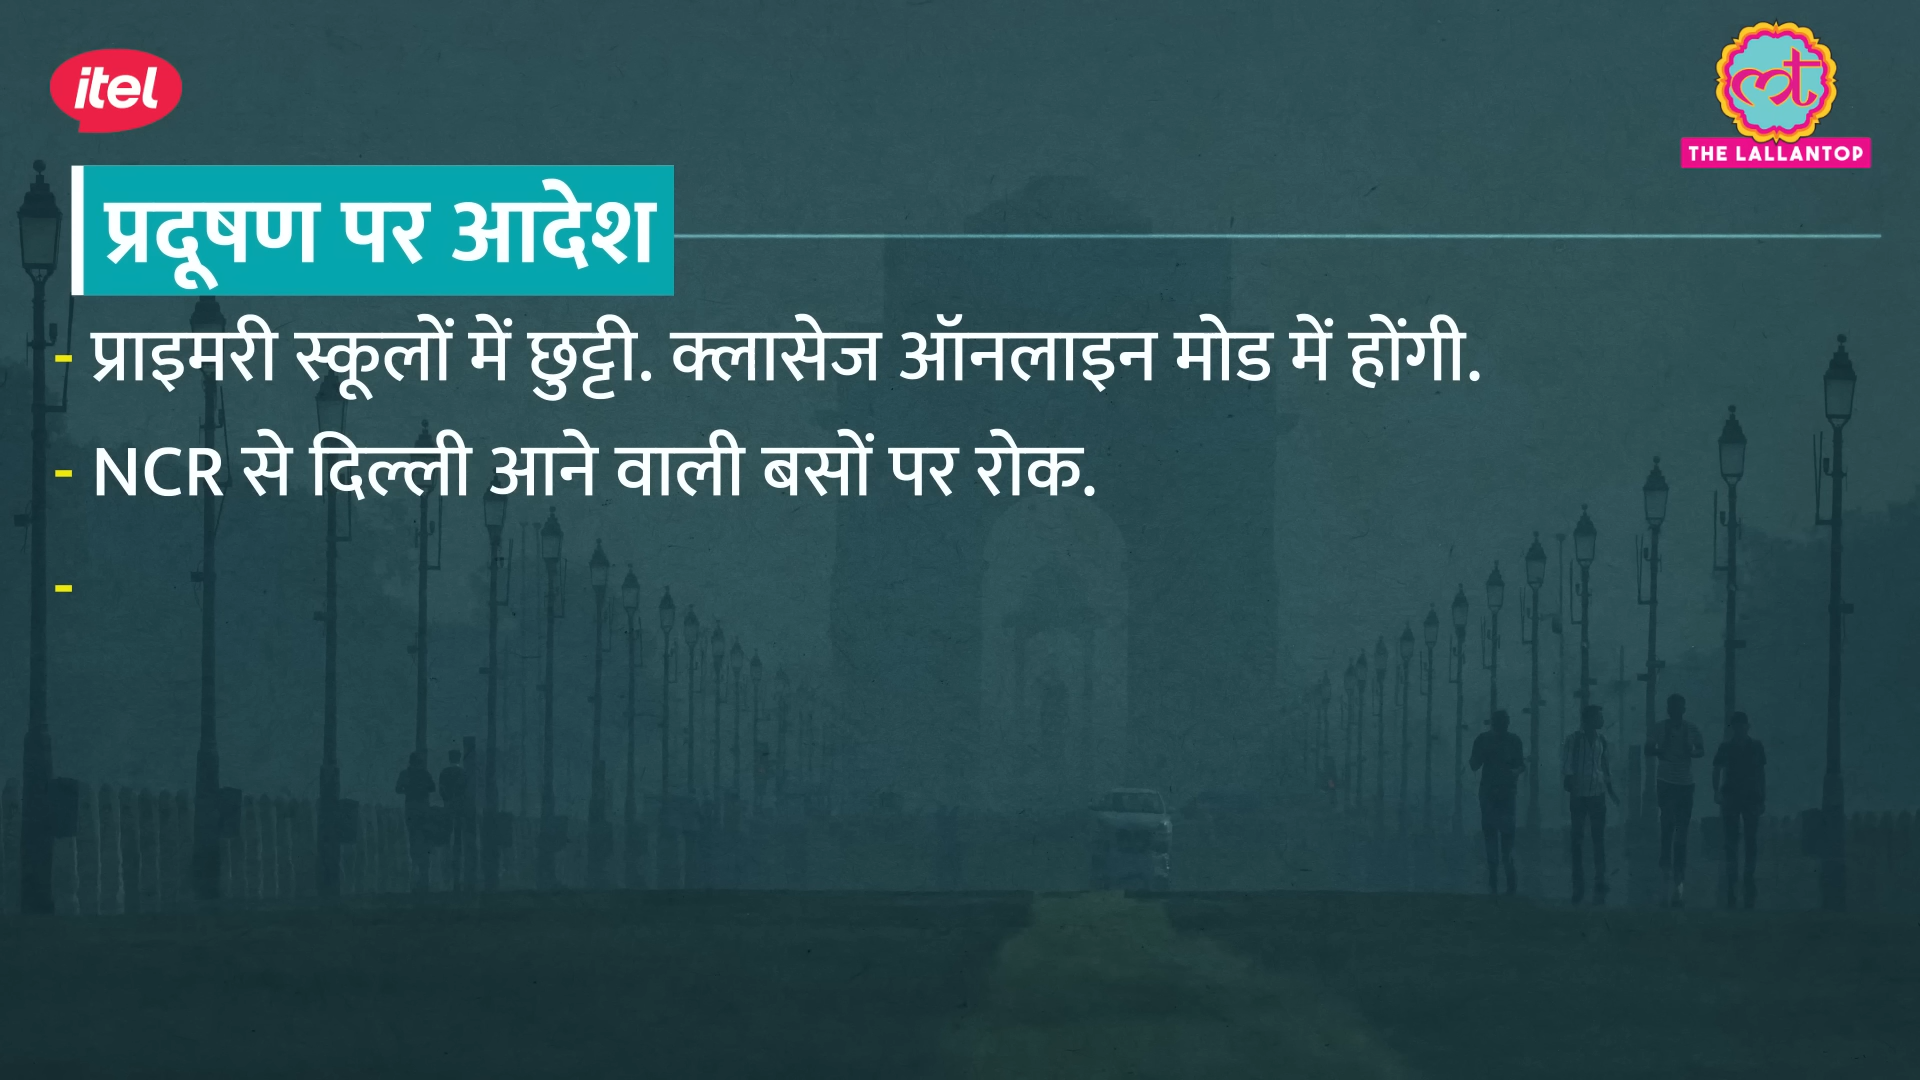 itel
THE LALLANTOP
प्रदूषण पर आदेश
- प्राइमरी स्कूलों में छुट्टी. क्लासेज ऑनलाइन मोड में होंगी.
- NCR से दिल्ली आने वाली बसों पर रोक.
-